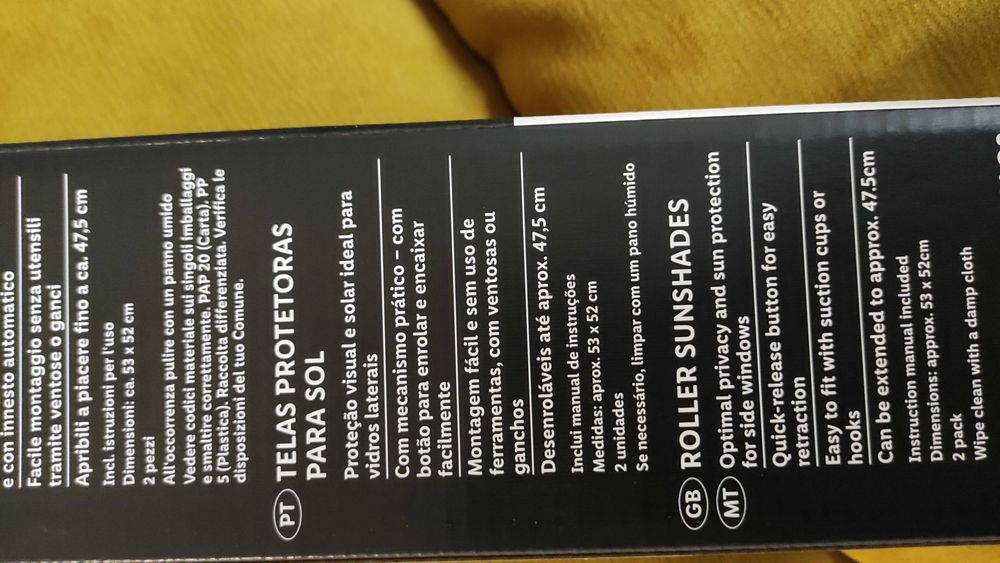 e con innesto automatico
Facile montaggio senza utensili
tramite ventose o ganci
Apribili a piacere fino a ca. 47,5 cm
Incl. istruzioni per l'uso
Dimensioni: ca. 53 x 52 cm
2 pezzi
All'occorrenza pulire con un panno umido
Vedere codici materiale sui singoli imballaggi
e smaltire correttamente. PAP 20 (Carta), PP
5 (Plastica). Raccolta differenziata. Verifica le
disposizioni del tuo Comune.
PT TELAS PROTETORAS
PARA SOL
Proteção visual e solar ideal para
vidros laterais
Com mecanismo prático – com
botão para enrolar e encaixar
facilmente
Montagem fácil e sem uso de
ferramentas, com ventosas ou
ganchos
Desenroláveis até aprox. 47,5 cm
Inclui manual de instruções
Medidas: aprox. 53 x 52 cm
2 unidades
Se necessário, limpar com um pano húmido
GB ROLLER SUNSHADES
MT Optimal privacy and sun protection
for side windows
Quick-release button for easy
retraction
Easy to fit with suction cups or
hooks
Can be extended to approx. 47.5cm
Instruction manual included
Dimensions: approx. 53 x 52cm
2 pack
Wipe clean with a damp cloth